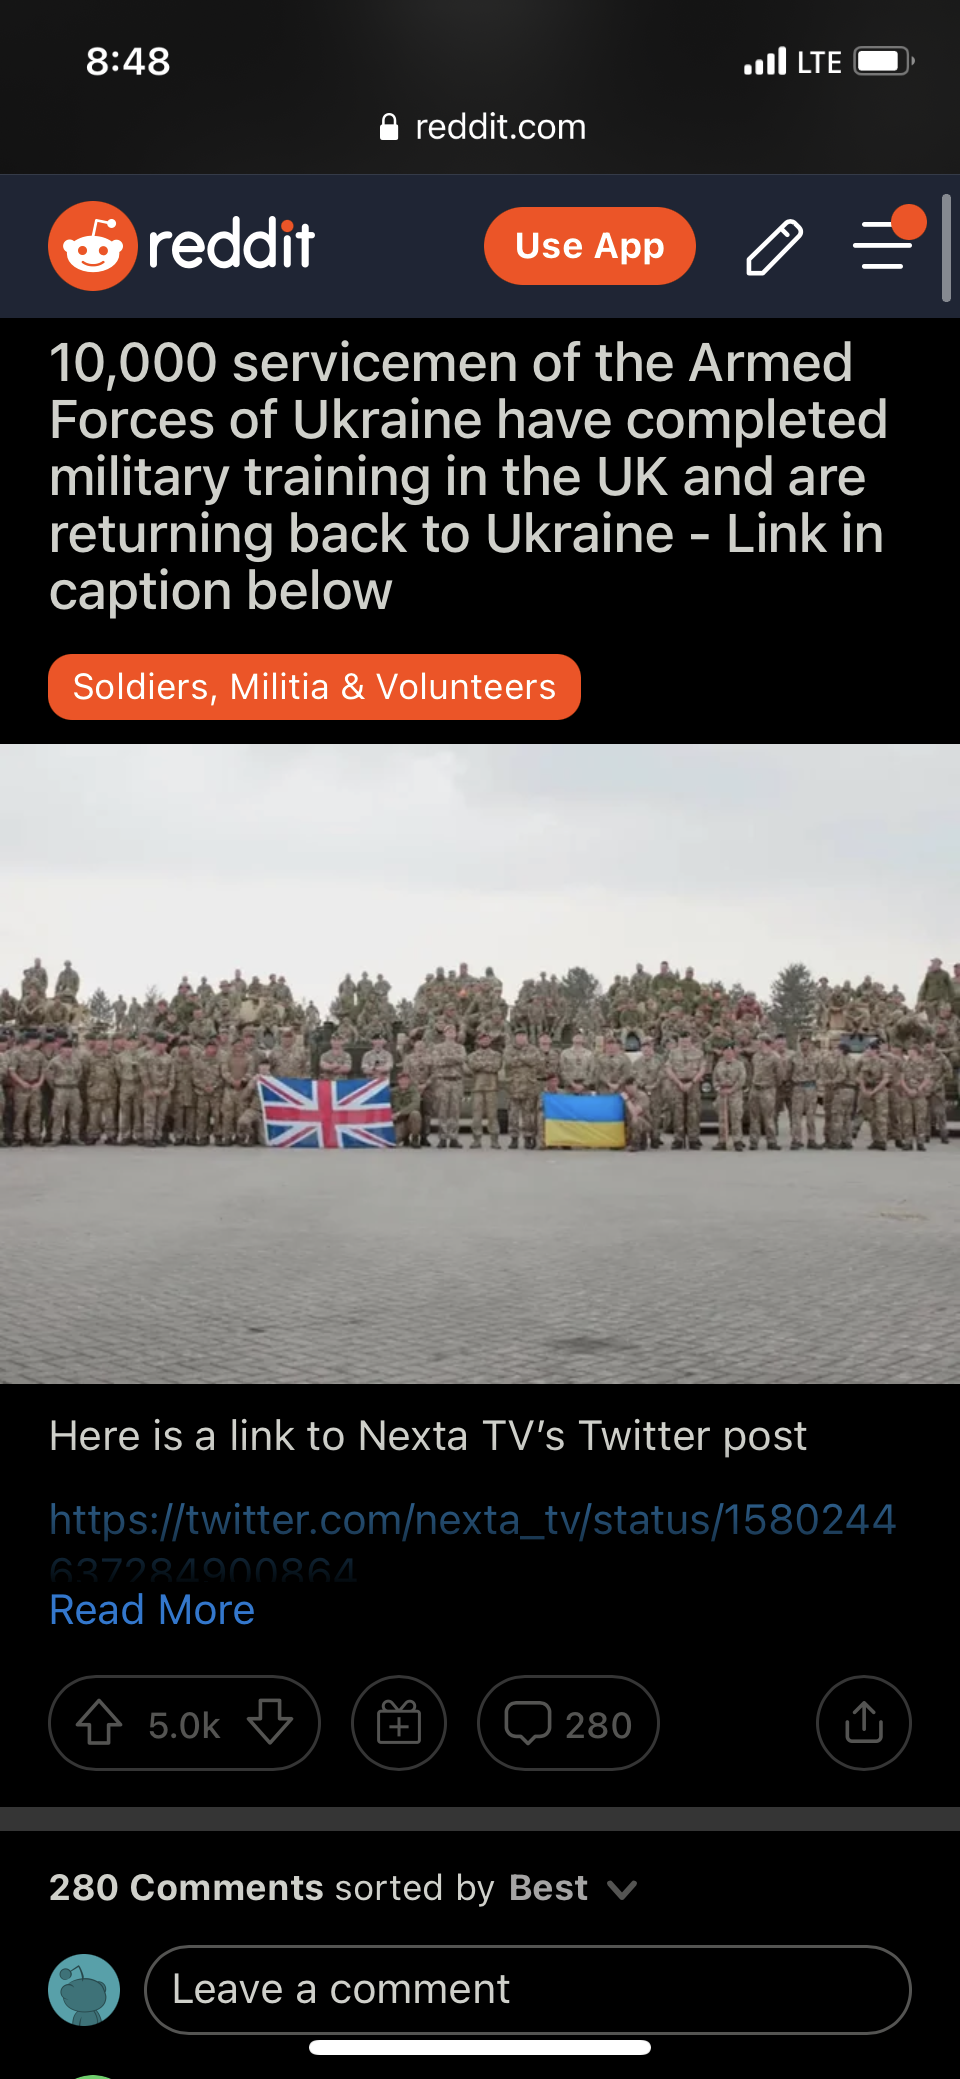 8:48
LTE
reddit.com
reddit
Use App
10,000 servicemen of the Armed
Forces of Ukraine have completed
military training in the UK and are
returning back to Ukraine - Link in
caption below
Soldiers, Militia & Volunteers
Here is a link to Nexta TV’s Twitter post
https://twitter.com/nexta_tv/status/1580244
637284900864
Read More
5.0k
280
280 Comments sorted by Best
Leave a comment